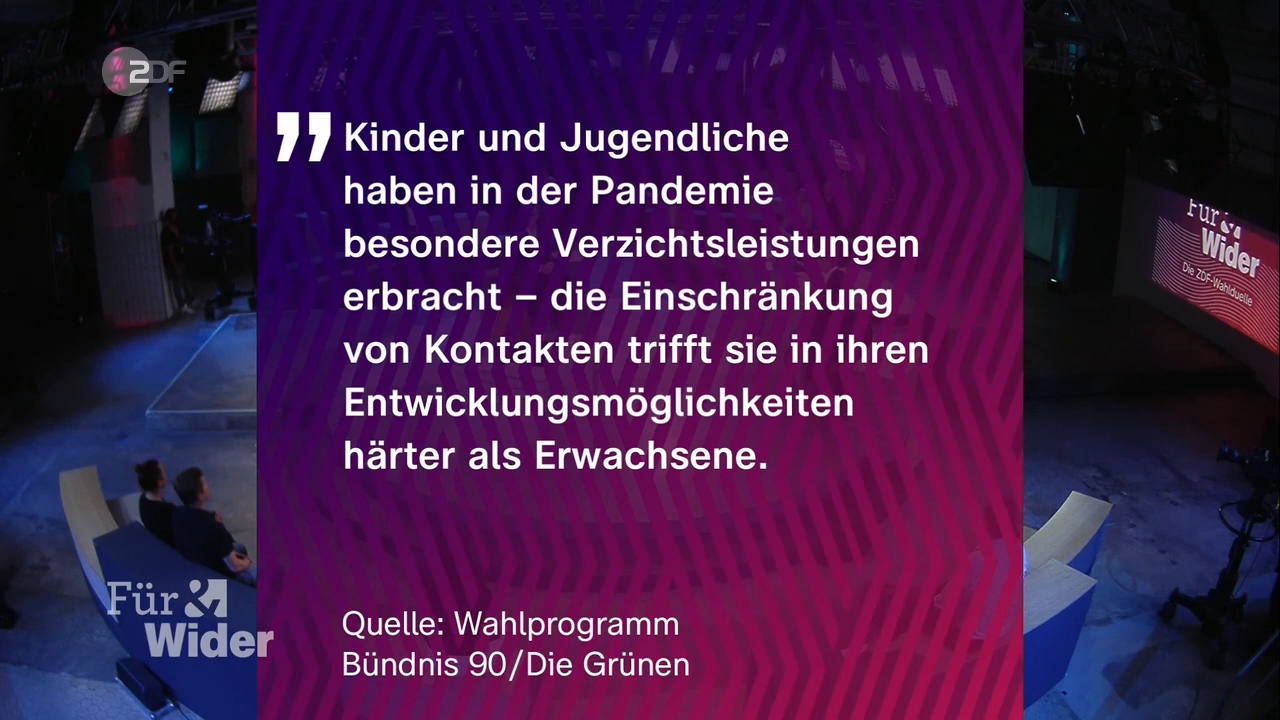 ZDF
” Kinder und Jugendliche
haben in der Pandemie
besondere Verzichtsleistungen
erbracht – die Einschränkung
von Kontakten trifft sie in ihren
Entwicklungsmöglichkeiten
härter als Erwachsene.
Quelle: Wahlprogramm
Bündnis 90/Die Grünen
Für &
Wider
Für &
Wider
Die ZDF-Wahlduelle